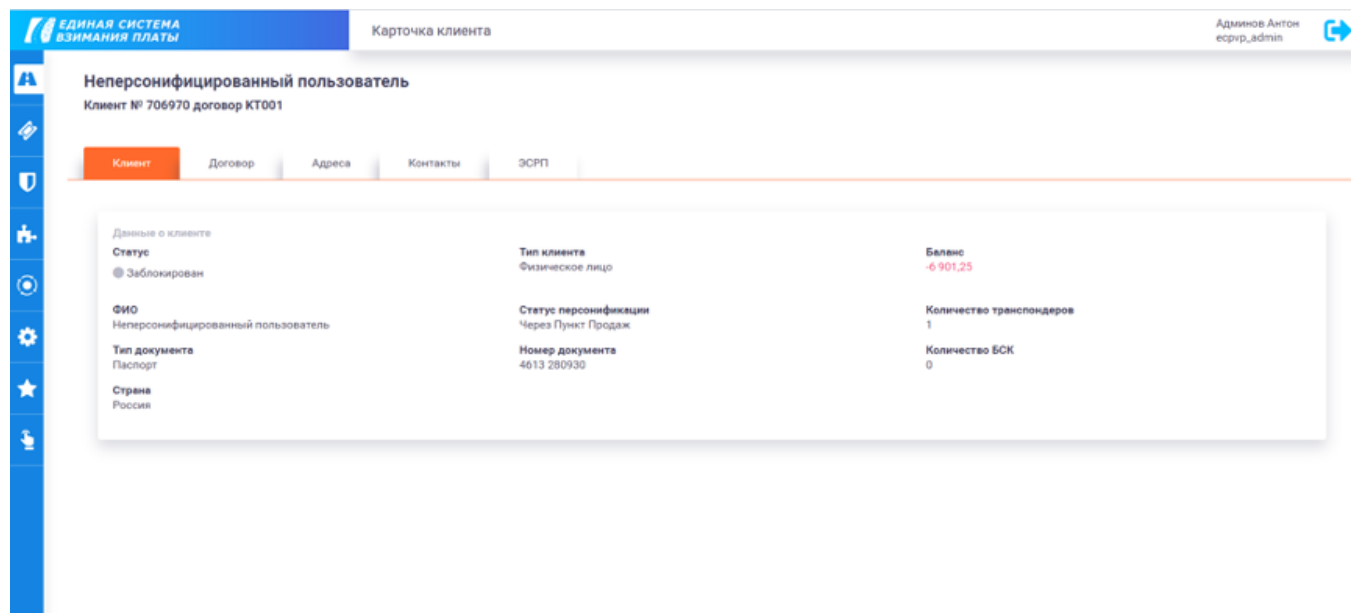 ЕДИНАЯ СИСТЕМА
ВЗИМАНИЯ ПЛАТЫ
Карточка клиента
Админов Антон
ecpvp_admin
Неперсонифицированный пользователь
Клиент № 706970 договор КТ001
Клиент Договор Адреса Контакты ЭСРП
Данные о клиенте
Статус Тип клиента Баланс
Заблокирован Физическое лицо -6 901,25
ФИО Статус персонификации Количество транспондеров
Неперсонифицированный пользователь Через Пункт Продаж 1
Тип документа Номер документа Количество БСК
Паспорт 4613 280930 0
Страна
Россия